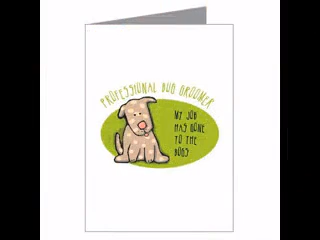 PROFESSIONAL DOG GROOMER
MY JOB
HAS GONE
TO THE
DOGS